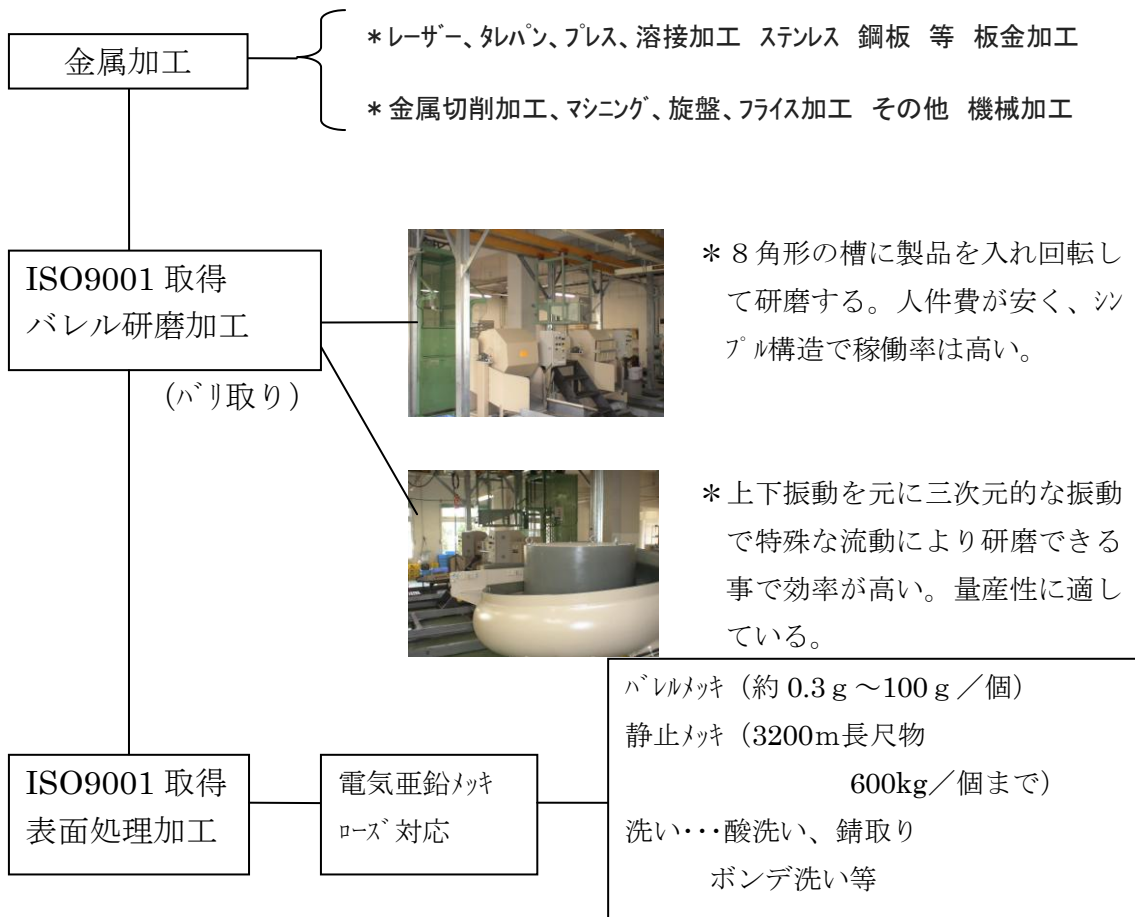 金属加工
＊ﾚｰｻﾞｰ、ﾀﾚﾊﾟﾝ、ﾌﾟﾚｽ、溶接加工 ｽﾃﾝﾚｽ 鋼板 等 板金加工
＊金属切削加工、ﾏｼﾆﾝｸﾞ、旋盤、ﾌﾗｲｽ加工 その他 機械加工
ISO9001 取得
バレル研磨加工
(ﾊﾞﾘ取り)
＊８角形の槽に製品を入れ回転し
て研磨する。人件費が安く、ｼﾝ
ﾌﾟﾙ構造で稼働率は高い。
＊上下振動を元に三次元的な振動
で特殊な流動により研磨できる
事で効率が高い。量産性に適し
ている。
ISO9001 取得
表面処理加工
電気亜鉛ﾒｯｷ
ﾛｰｽﾞ対応
ﾊﾞﾚﾙﾒｯｷ（約 0.3ｇ～100ｇ／個）
静止ﾒｯｷ（3200ｍ長尺物
600kg／個まで）
洗い･･･酸洗い、錆取り
ボンデ洗い等